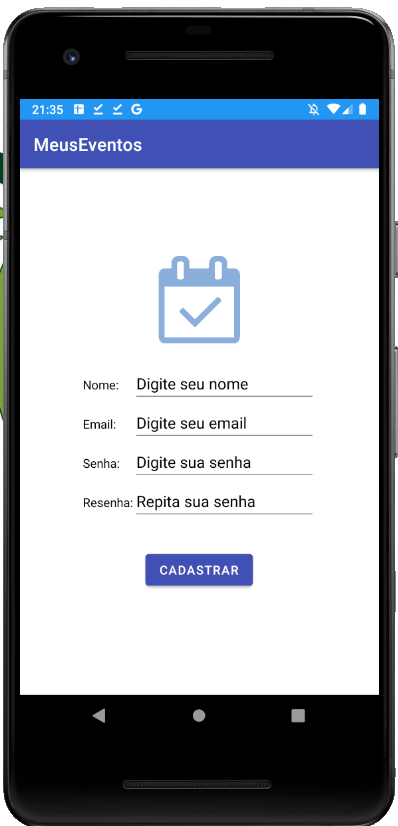 21:35
MeusEventos
Nome: Digite seu nome
Email: Digite seu email
Senha: Digite sua senha
Resenha: Repita sua senha
CADASTRAR